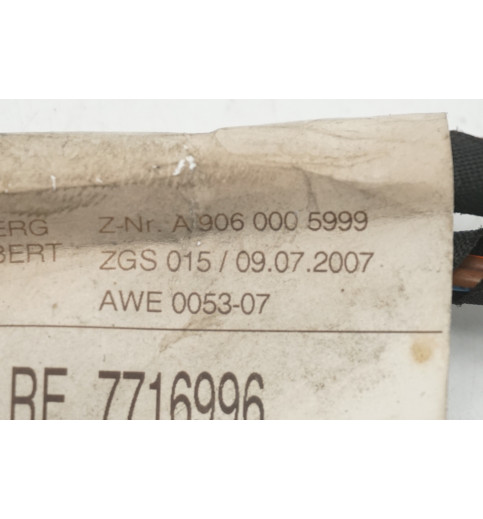 ERG Z-Nr. A 906 000 5999
BERT ZGS 015 / 09.07.2007
AWE 0053-07
BE 7716996